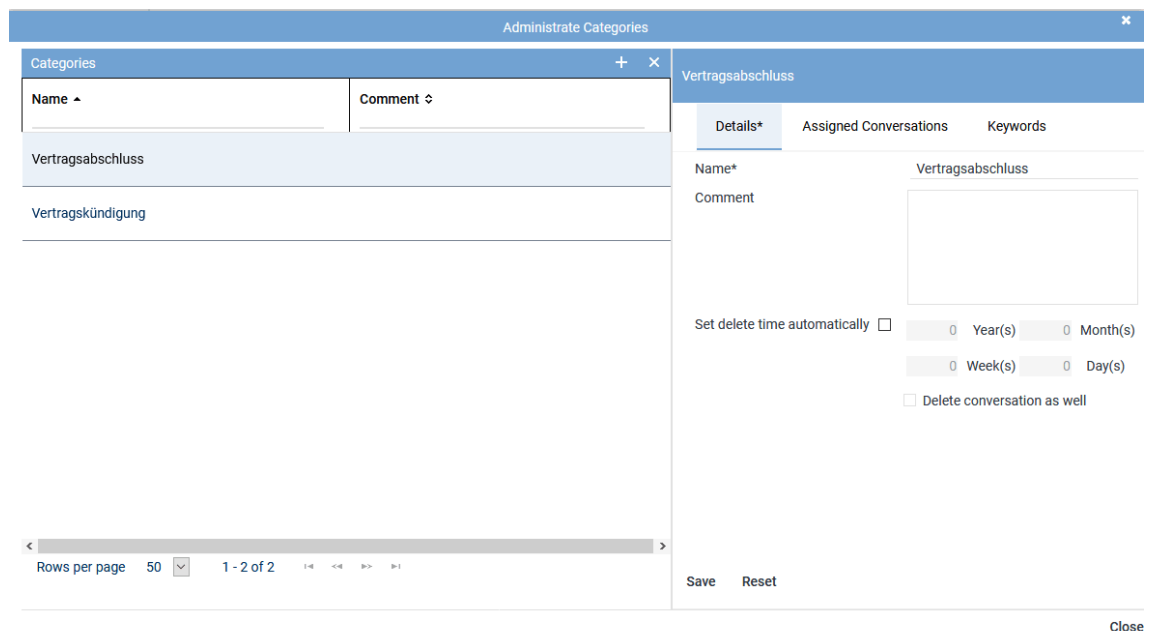 Administrate Categories
Categories
Name
Comment
Vertragsabschluss
Vertragskündigung
Rows per page 50 1 - 2 of 2
Vertragsabschluss
Details* Assigned Conversations Keywords
Name* Vertragsabschluss
Comment
Set delete time automatically 0 Year(s) 0 Month(s)
0 Week(s) 0 Day(s)
Delete conversation as well
Save Reset
Close